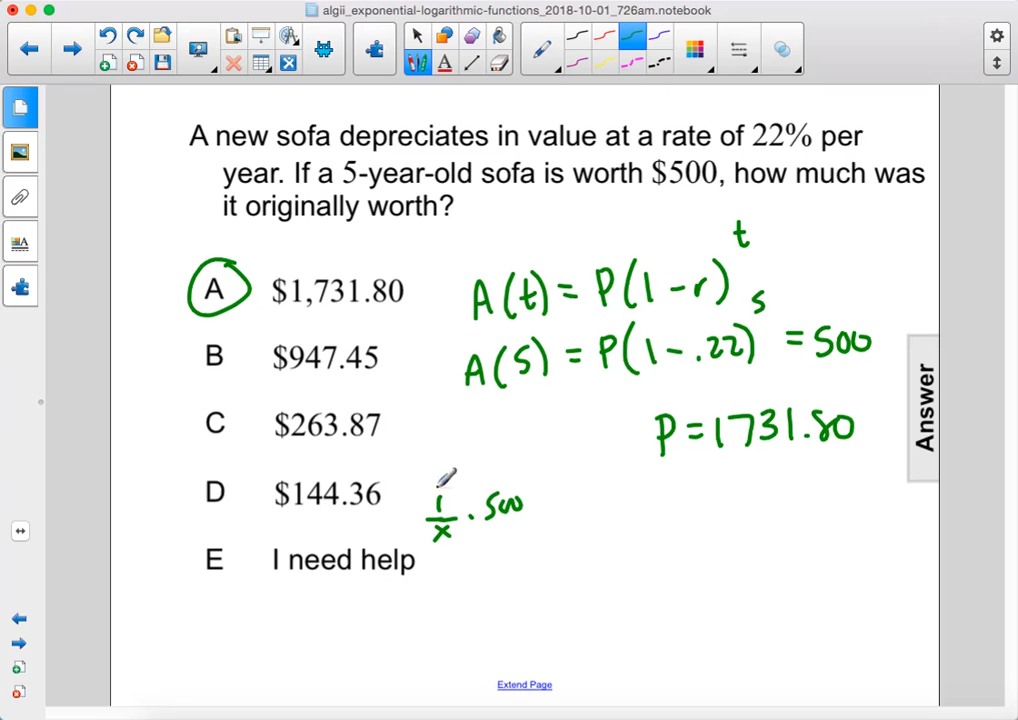 algii_exponential-logarithmic-functions_2018-10-01_726am.notebook
A new sofa depreciates in value at a rate of 22% per
year. If a 5-year-old sofa is worth $500, how much was
it originally worth?
A $1,731.80
B $947.45
C $263.87
D $144.36
E I need help
A(t) = P(1 - r)^t
A(5) = P(1 - .22)^5 = 500
P = 1731.80
1/x . 500
Answer
Extend Page